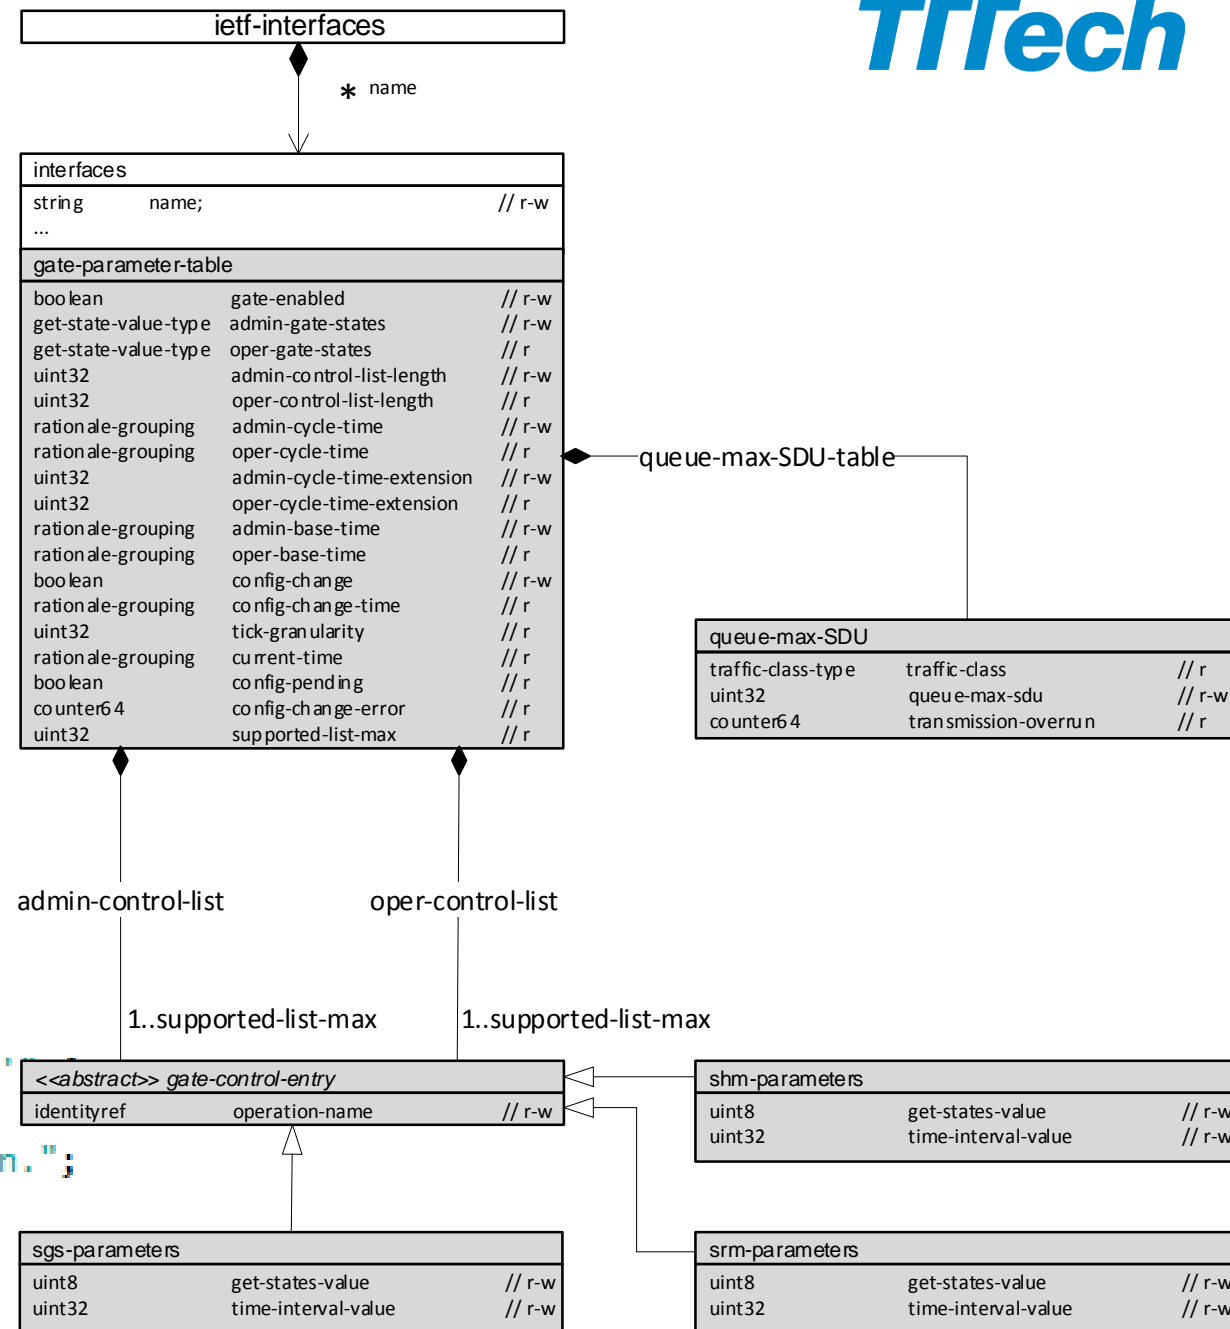 TTTech
ietf-interfaces
* name
interfaces
string name; // r-w
...
gate-parameter-table
boolean gate-enabled // r-w
get-state-value-type admin-gate-states // r-w
get-state-value-type oper-gate-states // r
uint32 admin-control-list-length // r-w
uint32 oper-control-list-length // r
rationale-grouping admin-cycle-time // r-w
rationale-grouping oper-cycle-time // r
uint32 admin-cycle-time-extension // r-w
uint32 oper-cycle-time-extension // r
rationale-grouping admin-base-time // r-w
rationale-grouping oper-base-time // r
boolean config-change // r-w
rationale-grouping config-change-time // r
uint32 tick-granularity // r
rationale-grouping current-time // r
boolean config-pending // r
counter64 config-change-error // r
uint32 supported-list-max // r
queue-max-SDU-table
queue-max-SDU
traffic-class-type traffic-class // r
uint32 queue-max-sdu // r-w
counter64 transmission-overrun // r
admin-control-list oper-control-list
1..supported-list-max 1..supported-list-max
<<abstract>> gate-control-entry
identityref operation-name // r-w
n.";
shm-parameters
uint8 get-states-value // r-w
uint32 time-interval-value // r-w
sgs-parameters
uint8 get-states-value // r-w
uint32 time-interval-value // r-w
srm-parameters
uint8 get-states-value // r-w
uint32 time-interval-value // r-w